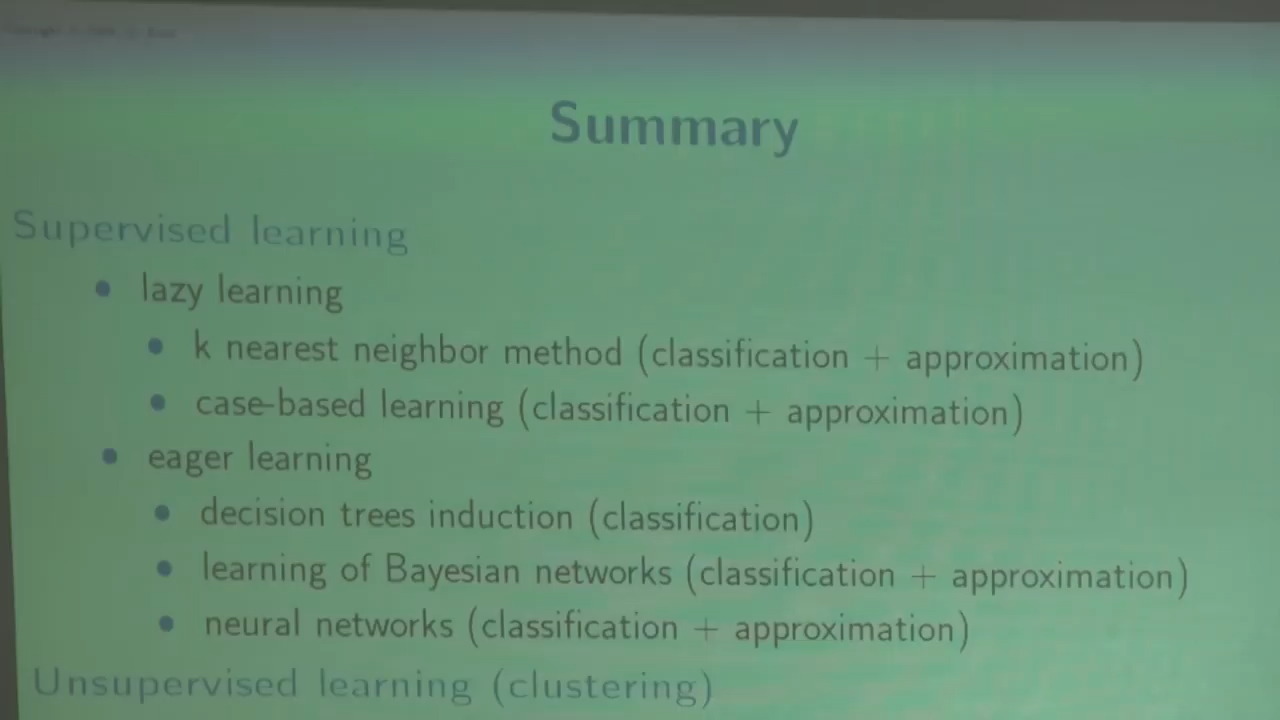 Summary
Supervised learning
• lazy learning
• k nearest neighbor method (classification + approximation)
• case-based learning (classification + approximation)
• eager learning
• decision trees induction (classification)
• learning of Bayesian networks (classification + approximation)
• neural networks (classification + approximation)
Unsupervised learning (clustering)